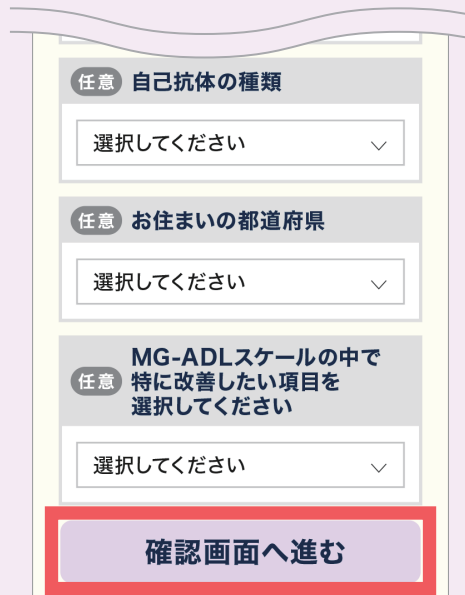 任意 自己抗体の種類
選択してください
任意 お住まいの都道府県
選択してください
任意 MG-ADLスケールの中で
特に改善したい項目を
選択してください
選択してください
確認画面へ進む